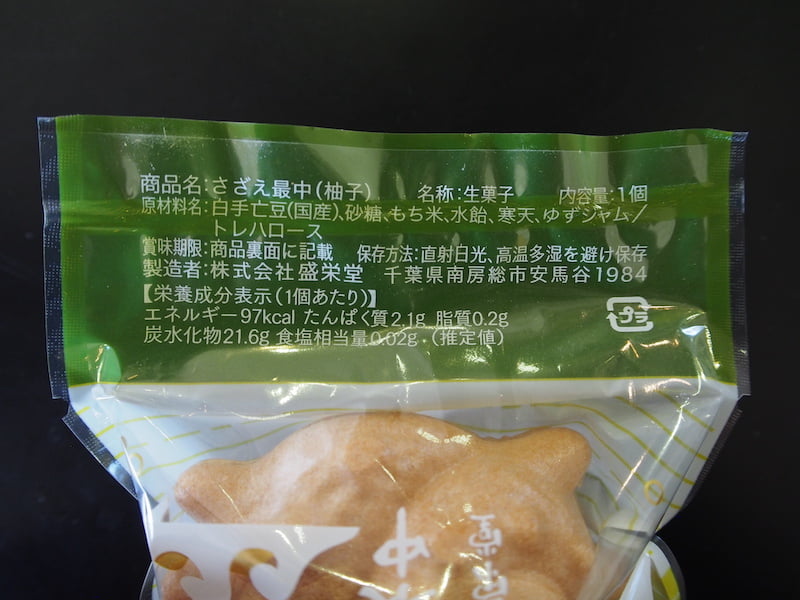 商品名:さざえ最中(柚子) 名称:生菓子 内容量:1個
原材料名:白手亡豆(国産)、砂糖、もち米、水飴、寒天、ゆずジャム/
トレハロース
賞味期限:商品裏面に記載 保存方法:直射日光、高温多湿を避け保存
製造者:株式会社盛栄堂 千葉県南房総市安馬谷1984
【栄養成分表示(1個あたり)】
エネルギー97kcal たんぱく質2.1g 脂質0.2g
炭水化物21.6g 食塩相当量0.02g (推定値)
プラ
中